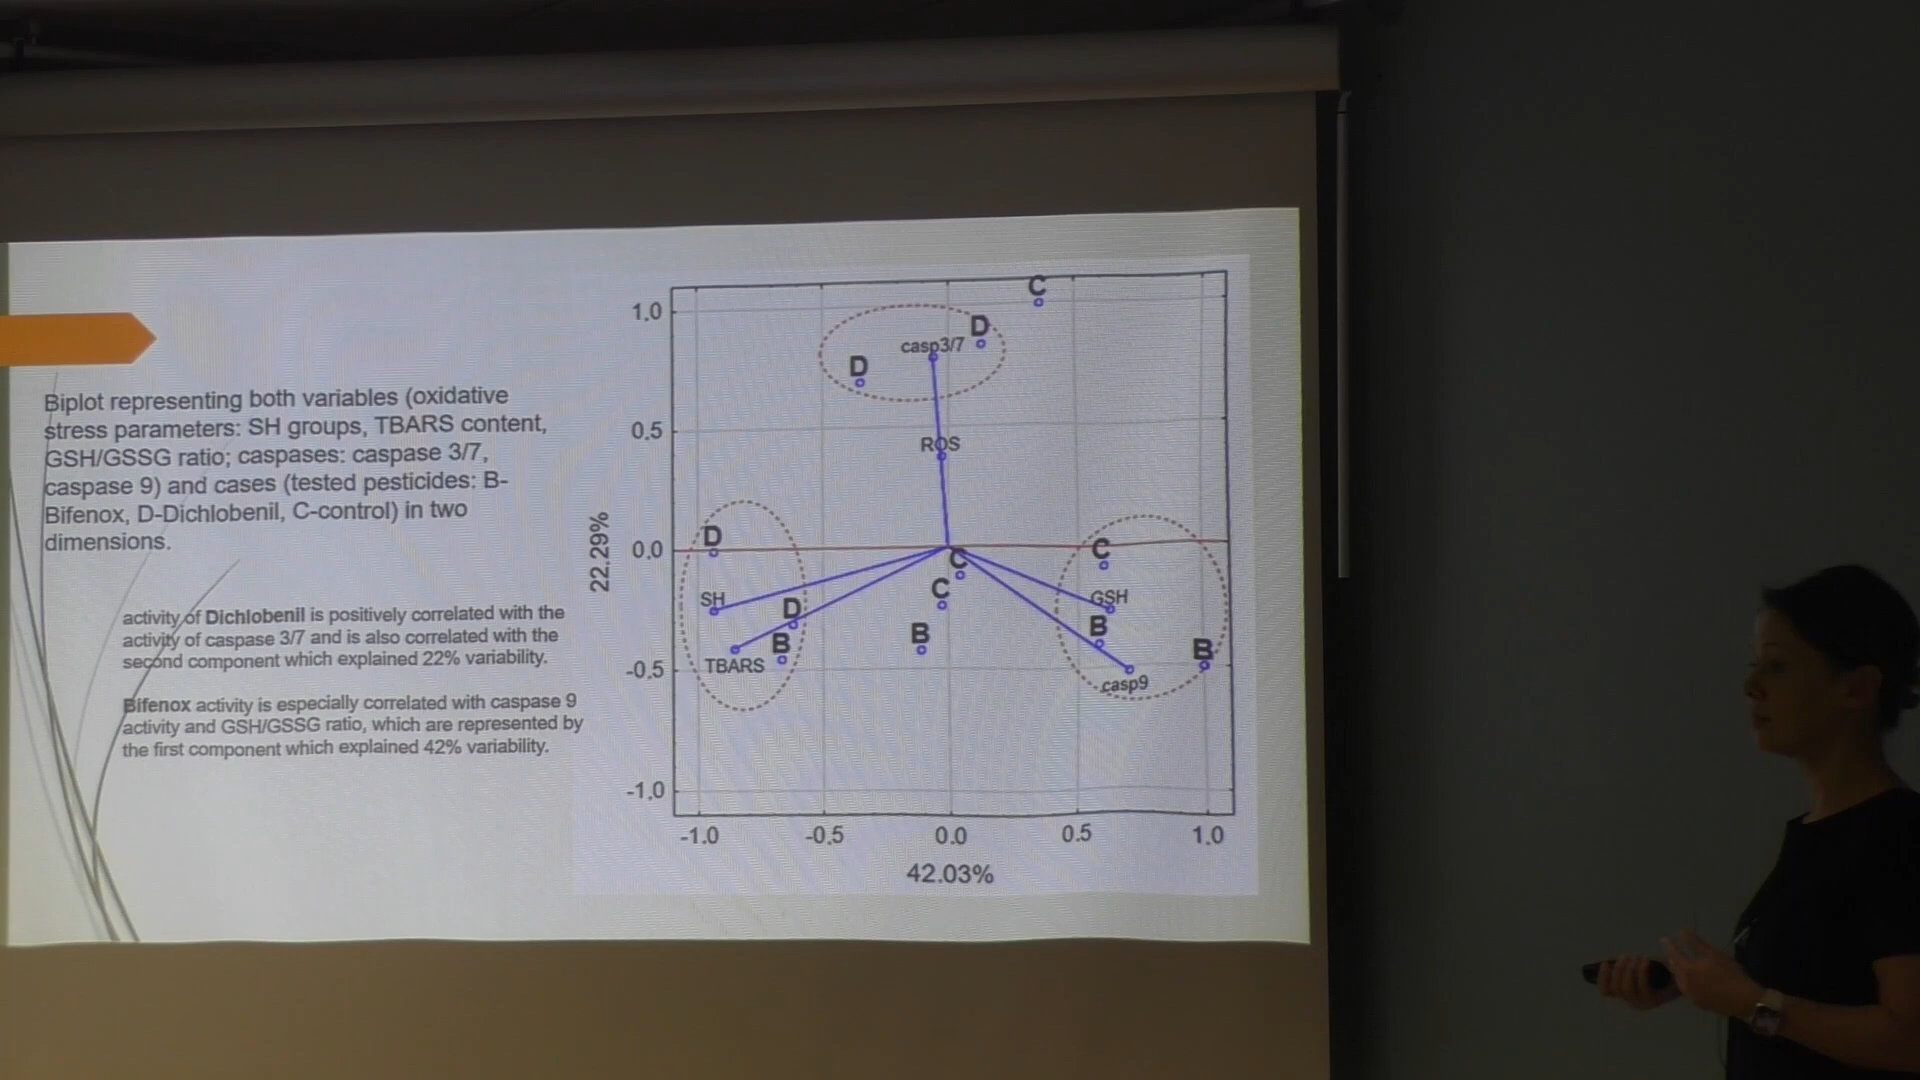 Biplot representing both variables (oxidative
stress parameters: SH groups, TBARS content,
GSH/GSSG ratio; caspases: caspase 3/7,
caspase 9) and cases (tested pesticides: B-
Bifenox, D-Dichlobenil, C-control) in two
dimensions.
activity of Dichlobenil is positively correlated with the
activity of caspase 3/7 and is also correlated with the
second component which explained 22% variability.
Bifenox activity is especially correlated with caspase 9
activity and GSH/GSSG ratio, which are represented by
the first component which explained 42% variability.
22.29%
1.0
0.5
0.0
-0.5
-1.0
C
D
casp3/7
D
ROS
D
C
C
SH
C
GSH
D
B
B
B
B
TBARS
casp9
-1.0
-0.5
0.0
0.5
1.0
42.03%